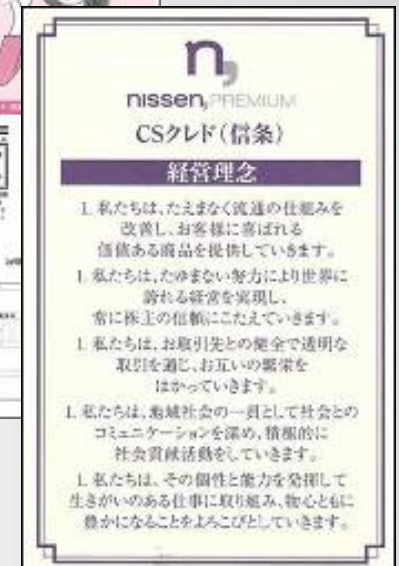 n,
nissen, PREMIUM
CSクレド(信条)
経営理念
1. 私たちは、たえまなく流通の仕組みを
改善し、お客様に喜ばれる
価値ある商品を提供していきます。
1. 私たちは、たゆまない努力により世界に
誇れる経営を実現し、
常に株主の信頼にこたえていきます。
1. 私たちは、お取引先との健全で透明な
取引を通じ、お互いの繁栄を
はかっていきます。
1. 私たちは、地域社会の一員として社会との
コミュニケーションを深め、積極的に
社会貢献活動をしていきます。
1. 私たちは、その個性と能力を発揮して
生きがいのある仕事に取り組み、物心ともに
豊かになることをよろこびとしていきます。